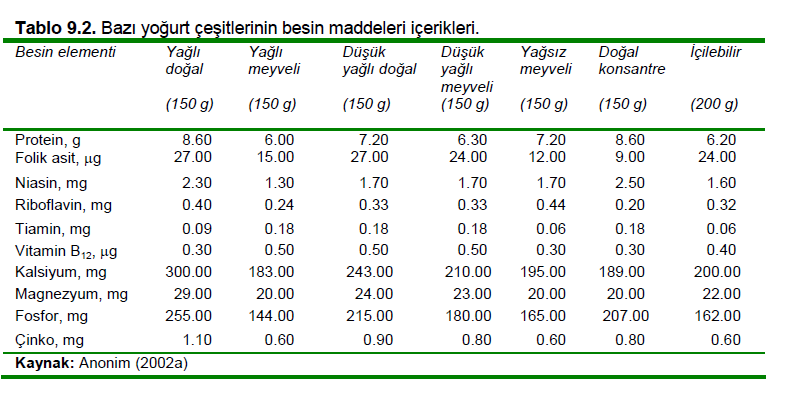 Tablo 9.2. Bazı yoğurt çeşitlerinin besin maddeleri içerikleri.
Besin elementi Yağlı doğal (150 g) Yağlı meyveli (150 g) Düşük yağlı doğal (150 g) Düşük yağlı meyveli (150 g) Yağsız meyveli (150 g) Doğal konsantre (150 g) İçilebilir (200 g)
Protein, g 8.60 6.00 7.20 6.30 7.20 8.60 6.20
Folik asit, µg 27.00 15.00 27.00 24.00 12.00 9.00 24.00
Niasin, mg 2.30 1.30 1.70 1.70 1.70 2.50 1.60
Riboflavin, mg 0.40 0.24 0.33 0.33 0.44 0.20 0.32
Tiamin, mg 0.09 0.18 0.18 0.18 0.06 0.18 0.06
Vitamin B12, µg 0.30 0.50 0.50 0.50 0.30 0.30 0.40
Kalsiyum, mg 300.00 183.00 243.00 210.00 195.00 189.00 200.00
Magnezyum, mg 29.00 20.00 24.00 23.00 20.00 20.00 22.00
Fosfor, mg 255.00 144.00 215.00 180.00 165.00 207.00 162.00
Çinko, mg 1.10 0.60 0.90 0.80 0.60 0.80 0.60
Kaynak: Anonim (2002a)